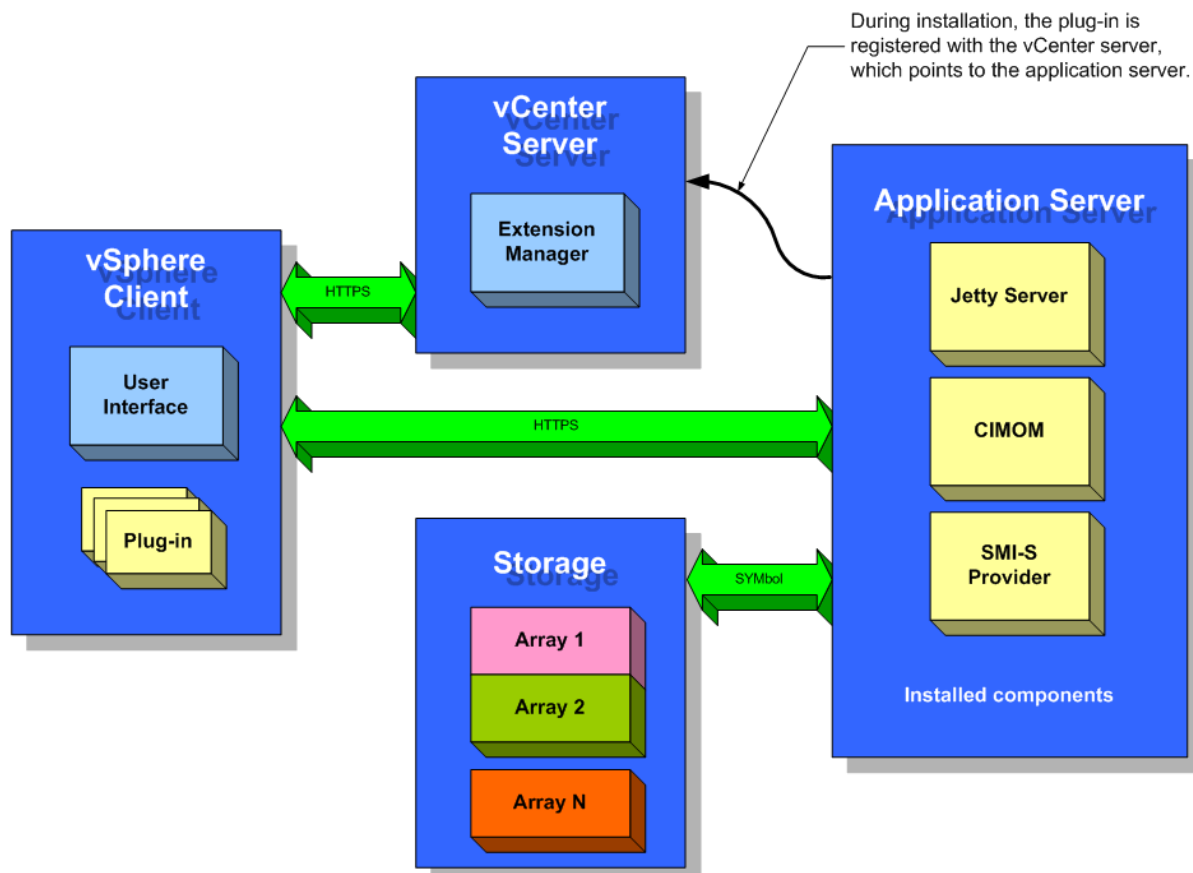 During installation, the plug-in is
registered with the vCenter server,
which points to the application server.
vCenter
Server
Extension
Manager
Application Server
Jetty Server
CIMOM
SMI-S
Provider
Installed components
vSphere
Client
User
Interface
Plug-in
HTTPS
HTTPS
SYMbol
Storage
Array 1
Array 2
Array N